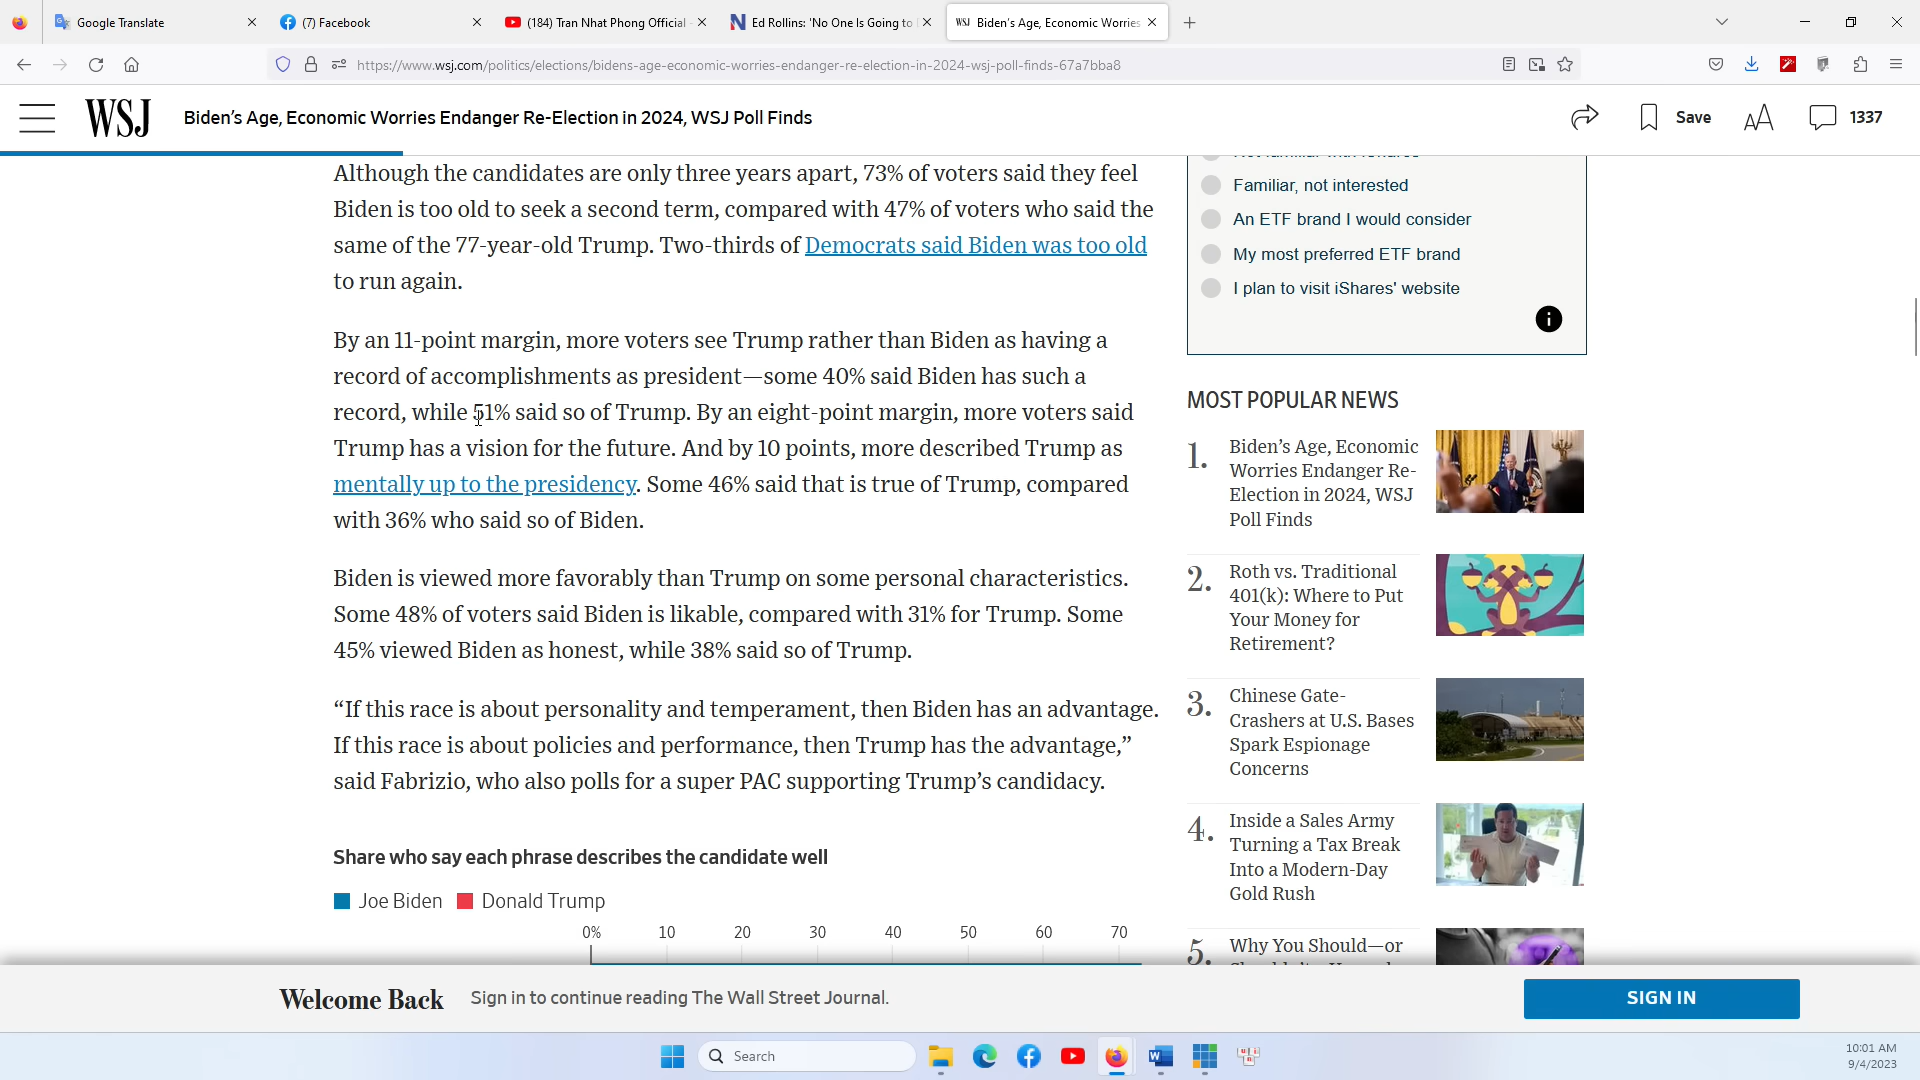 Google Translate
(7) Facebook
(184) Tran Nhat Phong Official -
Ed Rollins: 'No One Is Going to
WSJ Biden's Age, Economic Worries
https://www.wsj.com/politics/elections/bidens-age-economic-worries-endanger-re-election-in-2024-wsj-poll-finds-67a7bba8
WSJ
Biden's Age, Economic Worries Endanger Re-Election in 2024, WSJ Poll Finds
Save
AA
1337
Although the candidates are only three years apart, 73% of voters said they feel
Biden is too old to seek a second term, compared with 47% of voters who said the
same of the 77-year-old Trump. Two-thirds of Democrats said Biden was too old
to run again.
By an 11-point margin, more voters see Trump rather than Biden as having a
record of accomplishments as president—some 40% said Biden has such a
record, while 51% said so of Trump. By an eight-point margin, more voters said
Trump has a vision for the future. And by 10 points, more described Trump as
mentally up to the presidency. Some 46% said that is true of Trump, compared
with 36% who said so of Biden.
Biden is viewed more favorably than Trump on some personal characteristics.
Some 48% of voters said Biden is likable, compared with 31% for Trump. Some
45% viewed Biden as honest, while 38% said so of Trump.
“If this race is about personality and temperament, then Biden has an advantage.
If this race is about policies and performance, then Trump has the advantage,”
said Fabrizio, who also polls for a super PAC supporting Trump’s candidacy.
Share who say each phrase describes the candidate well
Joe Biden Donald Trump
0% 10 20 30 40 50 60 70
Familiar, not interested
An ETF brand I would consider
My most preferred ETF brand
I plan to visit iShares' website
MOST POPULAR NEWS
1. Biden’s Age, Economic
Worries Endanger Re-
Election in 2024, WSJ
Poll Finds
2. Roth vs. Traditional
401(k): Where to Put
Your Money for
Retirement?
3. Chinese Gate-
Crashers at U.S. Bases
Spark Espionage
Concerns
4. Inside a Sales Army
Turning a Tax Break
Into a Modern-Day
Gold Rush
5. Why You Should—or
Welcome Back
Sign in to continue reading The Wall Street Journal.
SIGN IN
Search
10:01 AM
9/4/2023